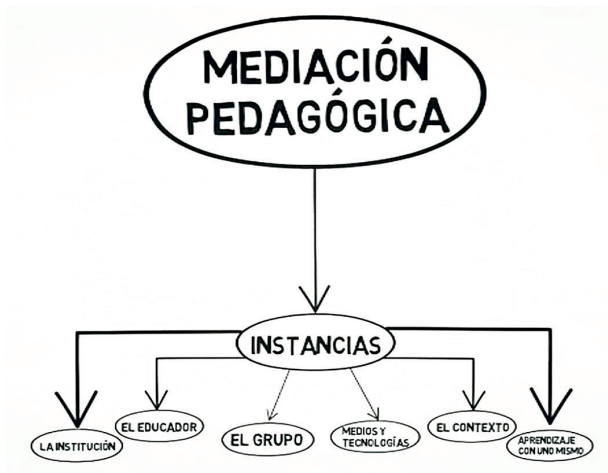 MEDIACIÓN
PEDAGÓGICA
INSTANCIAS
LA INSTITUCIÓN
EL EDUCADOR
EL GRUPO
MEDIOS Y
TECNOLOGÍAS
EL CONTEXTO
APRENDIZAJE
CON UNO MISMO